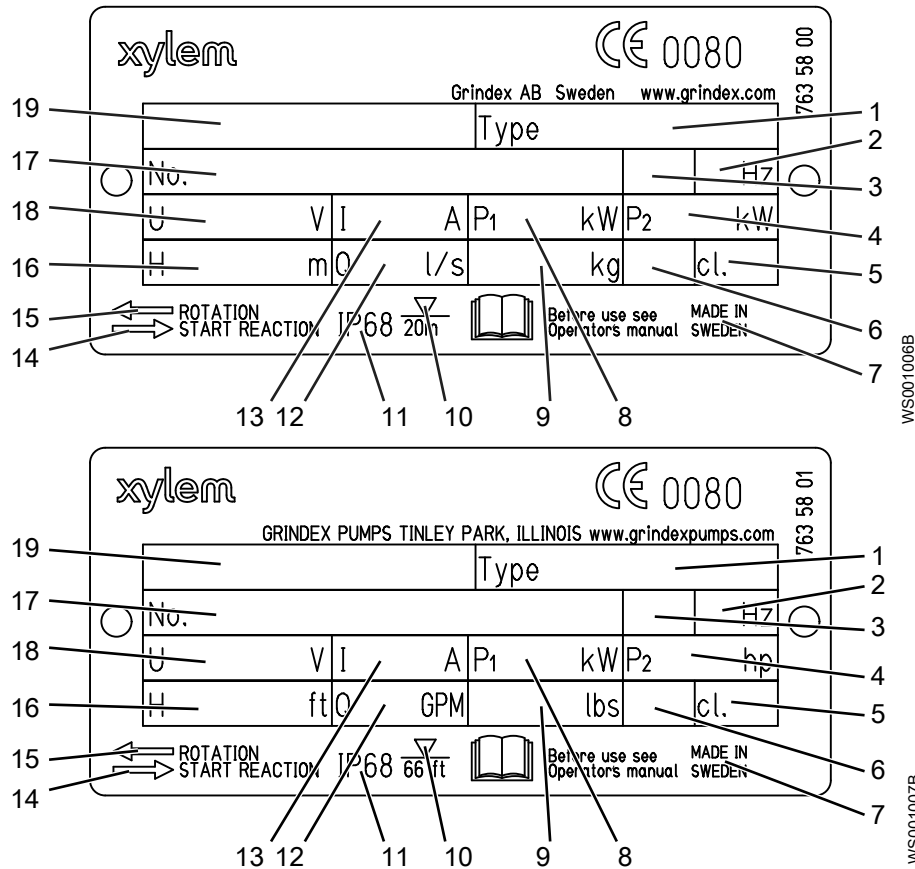 xylem
CE 0080
763 58 00
Grindex AB Sweden www.grindex.com
19
Type
1
2
17
No.
Hz
3
18
U V I A P1 kW P2 kW
4
16
H m Q l/s kg cl.
5
15
ROTATION
START REACTION
IP68
20m
Before use see
Operator's manual
MADE IN
SWEDEN
6
14
7
13 12 11 10 9 8
WS001006B
xylem
CE 0080
763 58 01
GRINDEX PUMPS TINLEY PARK, ILLINOIS www.grindexpumps.com
19
Type
1
2
17
No.
Hz
3
18
U V I A P1 kW P2 hp
4
16
H ft Q GPM lbs cl.
5
15
ROTATION
START REACTION
IP68
66 ft
Before use see
Operator's manual
MADE IN
SWEDEN
6
14
7
13 12 11 10 9 8
WS001007B